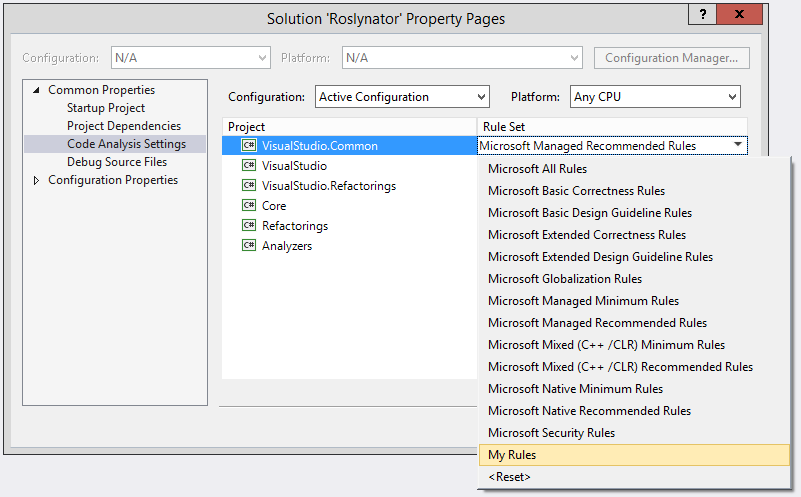 Solution 'Roslynator' Property Pages
? x
Configuration: N/A Platform: N/A Configuration Manager...
Common Properties
Startup Project
Project Dependencies
Code Analysis Settings
Debug Source Files
Configuration Properties
Configuration: Active Configuration Platform: Any CPU
Project Rule Set
C# VisualStudio.Common Microsoft Managed Recommended Rules
C# VisualStudio
C# VisualStudio.Refactorings
C# Core
C# Refactorings
C# Analyzers
Microsoft All Rules
Microsoft Basic Correctness Rules
Microsoft Basic Design Guideline Rules
Microsoft Extended Correctness Rules
Microsoft Extended Design Guideline Rules
Microsoft Globalization Rules
Microsoft Managed Minimum Rules
Microsoft Managed Recommended Rules
Microsoft Mixed (C++ /CLR) Minimum Rules
Microsoft Mixed (C++ /CLR) Recommended Rules
Microsoft Native Minimum Rules
Microsoft Native Recommended Rules
Microsoft Security Rules
My Rules
<Reset>